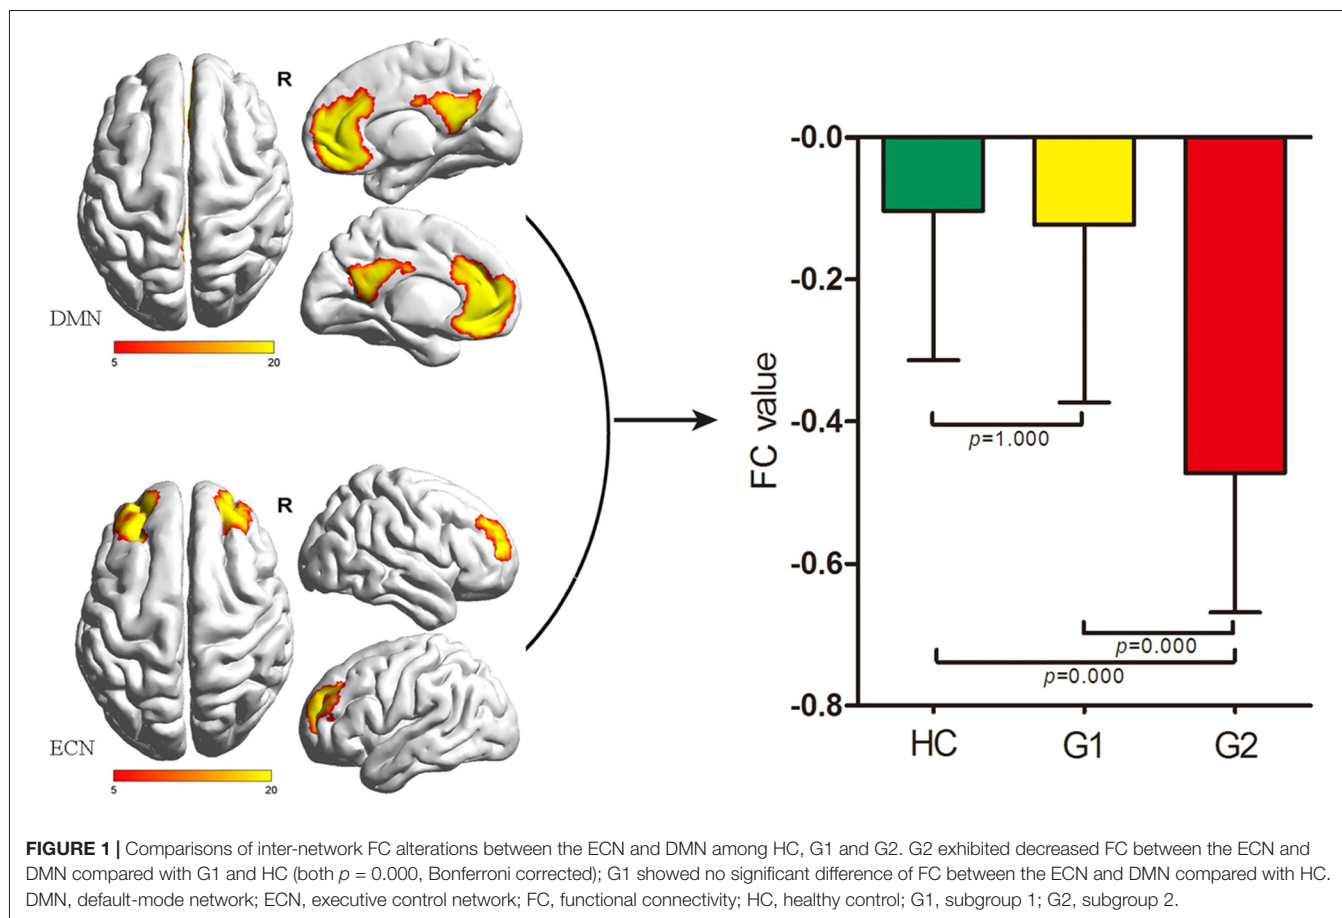 R
DMN
5 20
R
ECN
5 20
FC value
-0.0
-0.2
-0.4
-0.6
-0.8
p=1.000
p=0.000
p=0.000
HC G1 G2
FIGURE 1 | Comparisons of inter-network FC alterations between the ECN and DMN among HC, G1 and G2. G2 exhibited decreased FC between the ECN and
DMN compared with G1 and HC (both p = 0.000, Bonferroni corrected); G1 showed no significant difference of FC between the ECN and DMN compared with HC.
DMN, default-mode network; ECN, executive control network; FC, functional connectivity; HC, healthy control; G1, subgroup 1; G2, subgroup 2.